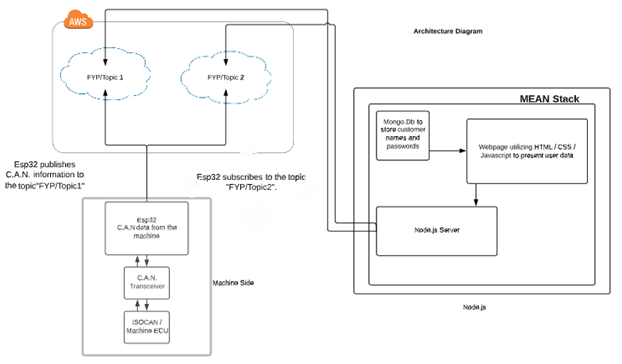 AWS
Architecture Diagram
FYP/Topic 1
FYP/Topic 2
MEAN Stack
Mongo.Db to
store customer
names and
passwords
Webpage utilizing HTML / CSS /
Javascript to present user data
Esp32 publishes
C.A.N. information to
the topic"FYP/Topic1"
Esp32 subscribes to the topic
"FYP/Topic2".
Esp32
C.A.N data from the
machine
Node.js Server
C.A.N.
Transceiver
Machine Side
Node.js
ISOCAN /
Machine ECU